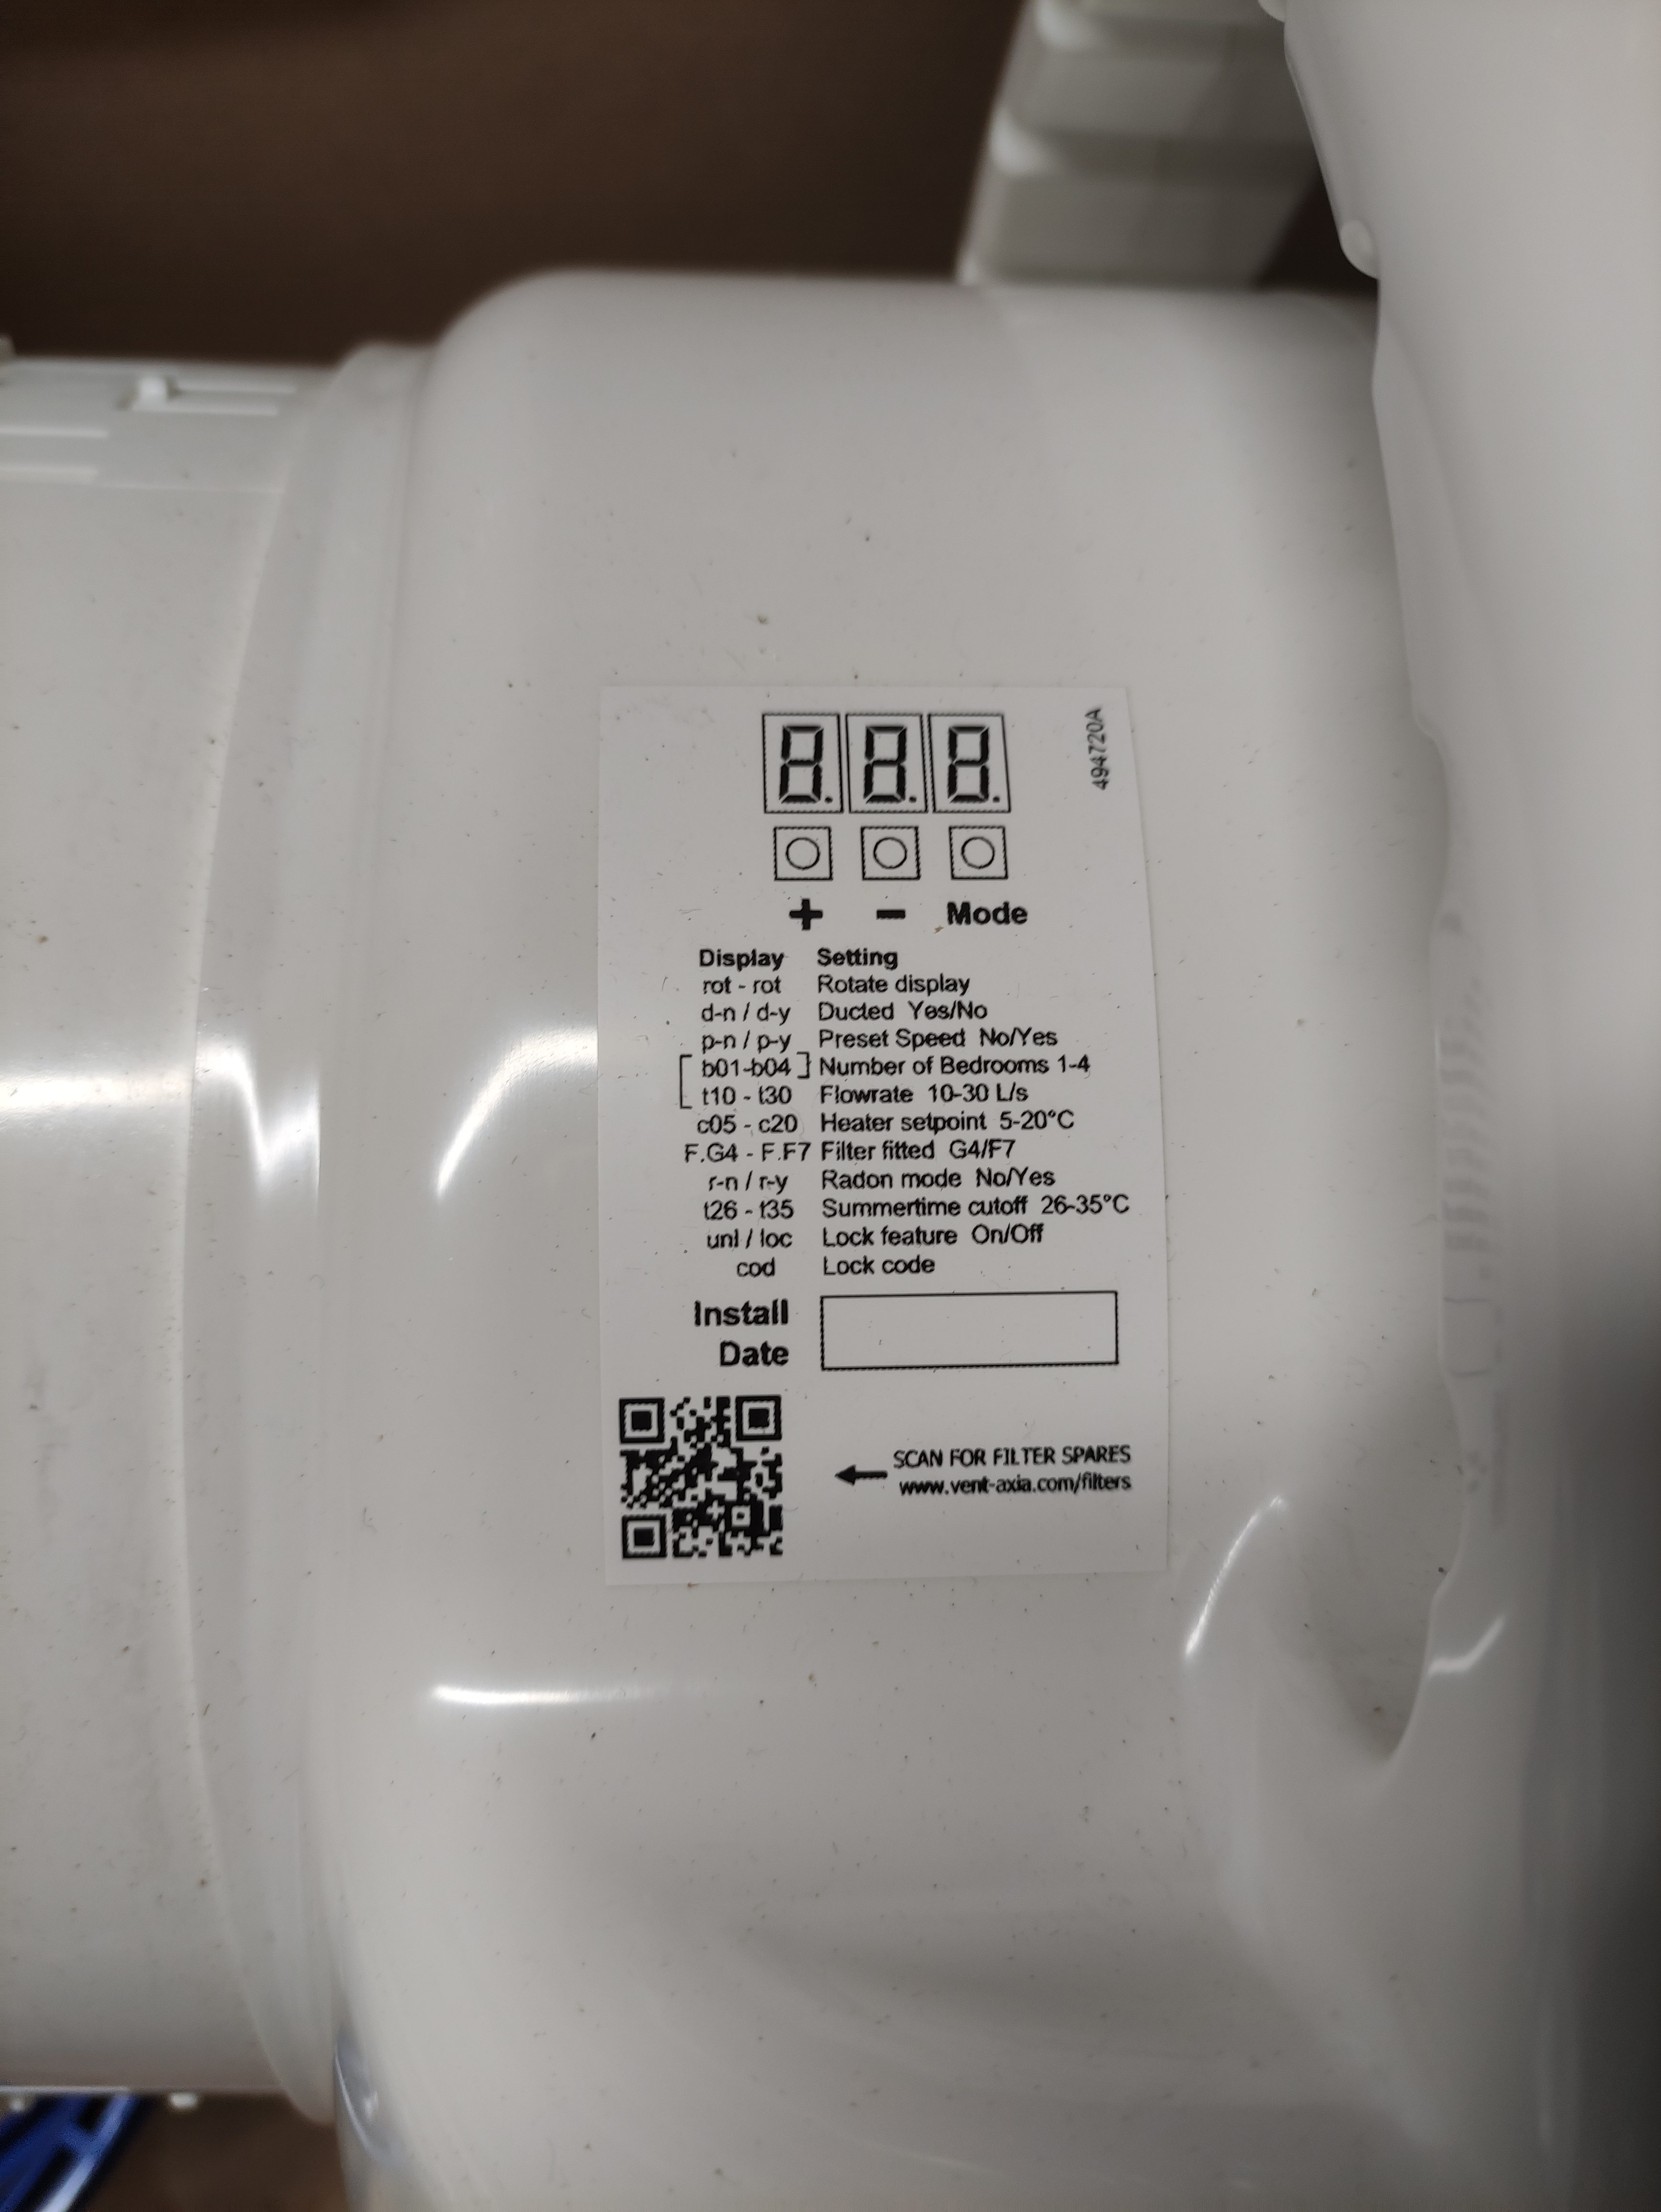 8.8.8.
494720A
+ − Mode
Display Setting
rot - rot Rotate display
d-n / d-y Ducted Yes/No
p-n / p-y Preset Speed No/Yes
[ b01-b04 ] Number of Bedrooms 1-4
t10 - t30 Flowrate 10-30 L/s
c05 - c20 Heater setpoint 5-20°C
F.G4 - F.F7 Filter fitted G4/F7
r-n / r-y Radon mode No/Yes
t26 - t35 Summertime cutoff 26-35°C
unl / loc Lock feature On/Off
cod Lock code
Install
Date
SCAN FOR FILTER SPARES
www.vent-axia.com/filters